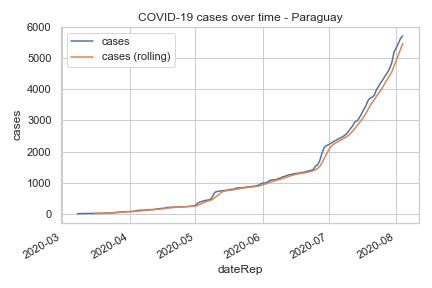 COVID-19 cases over time - Paraguay
cases
cases (rolling)
6000
5000
4000
3000
2000
1000
0
cases
2020-03
2020-04
2020-05
2020-06
2020-07
2020-08
dateRep